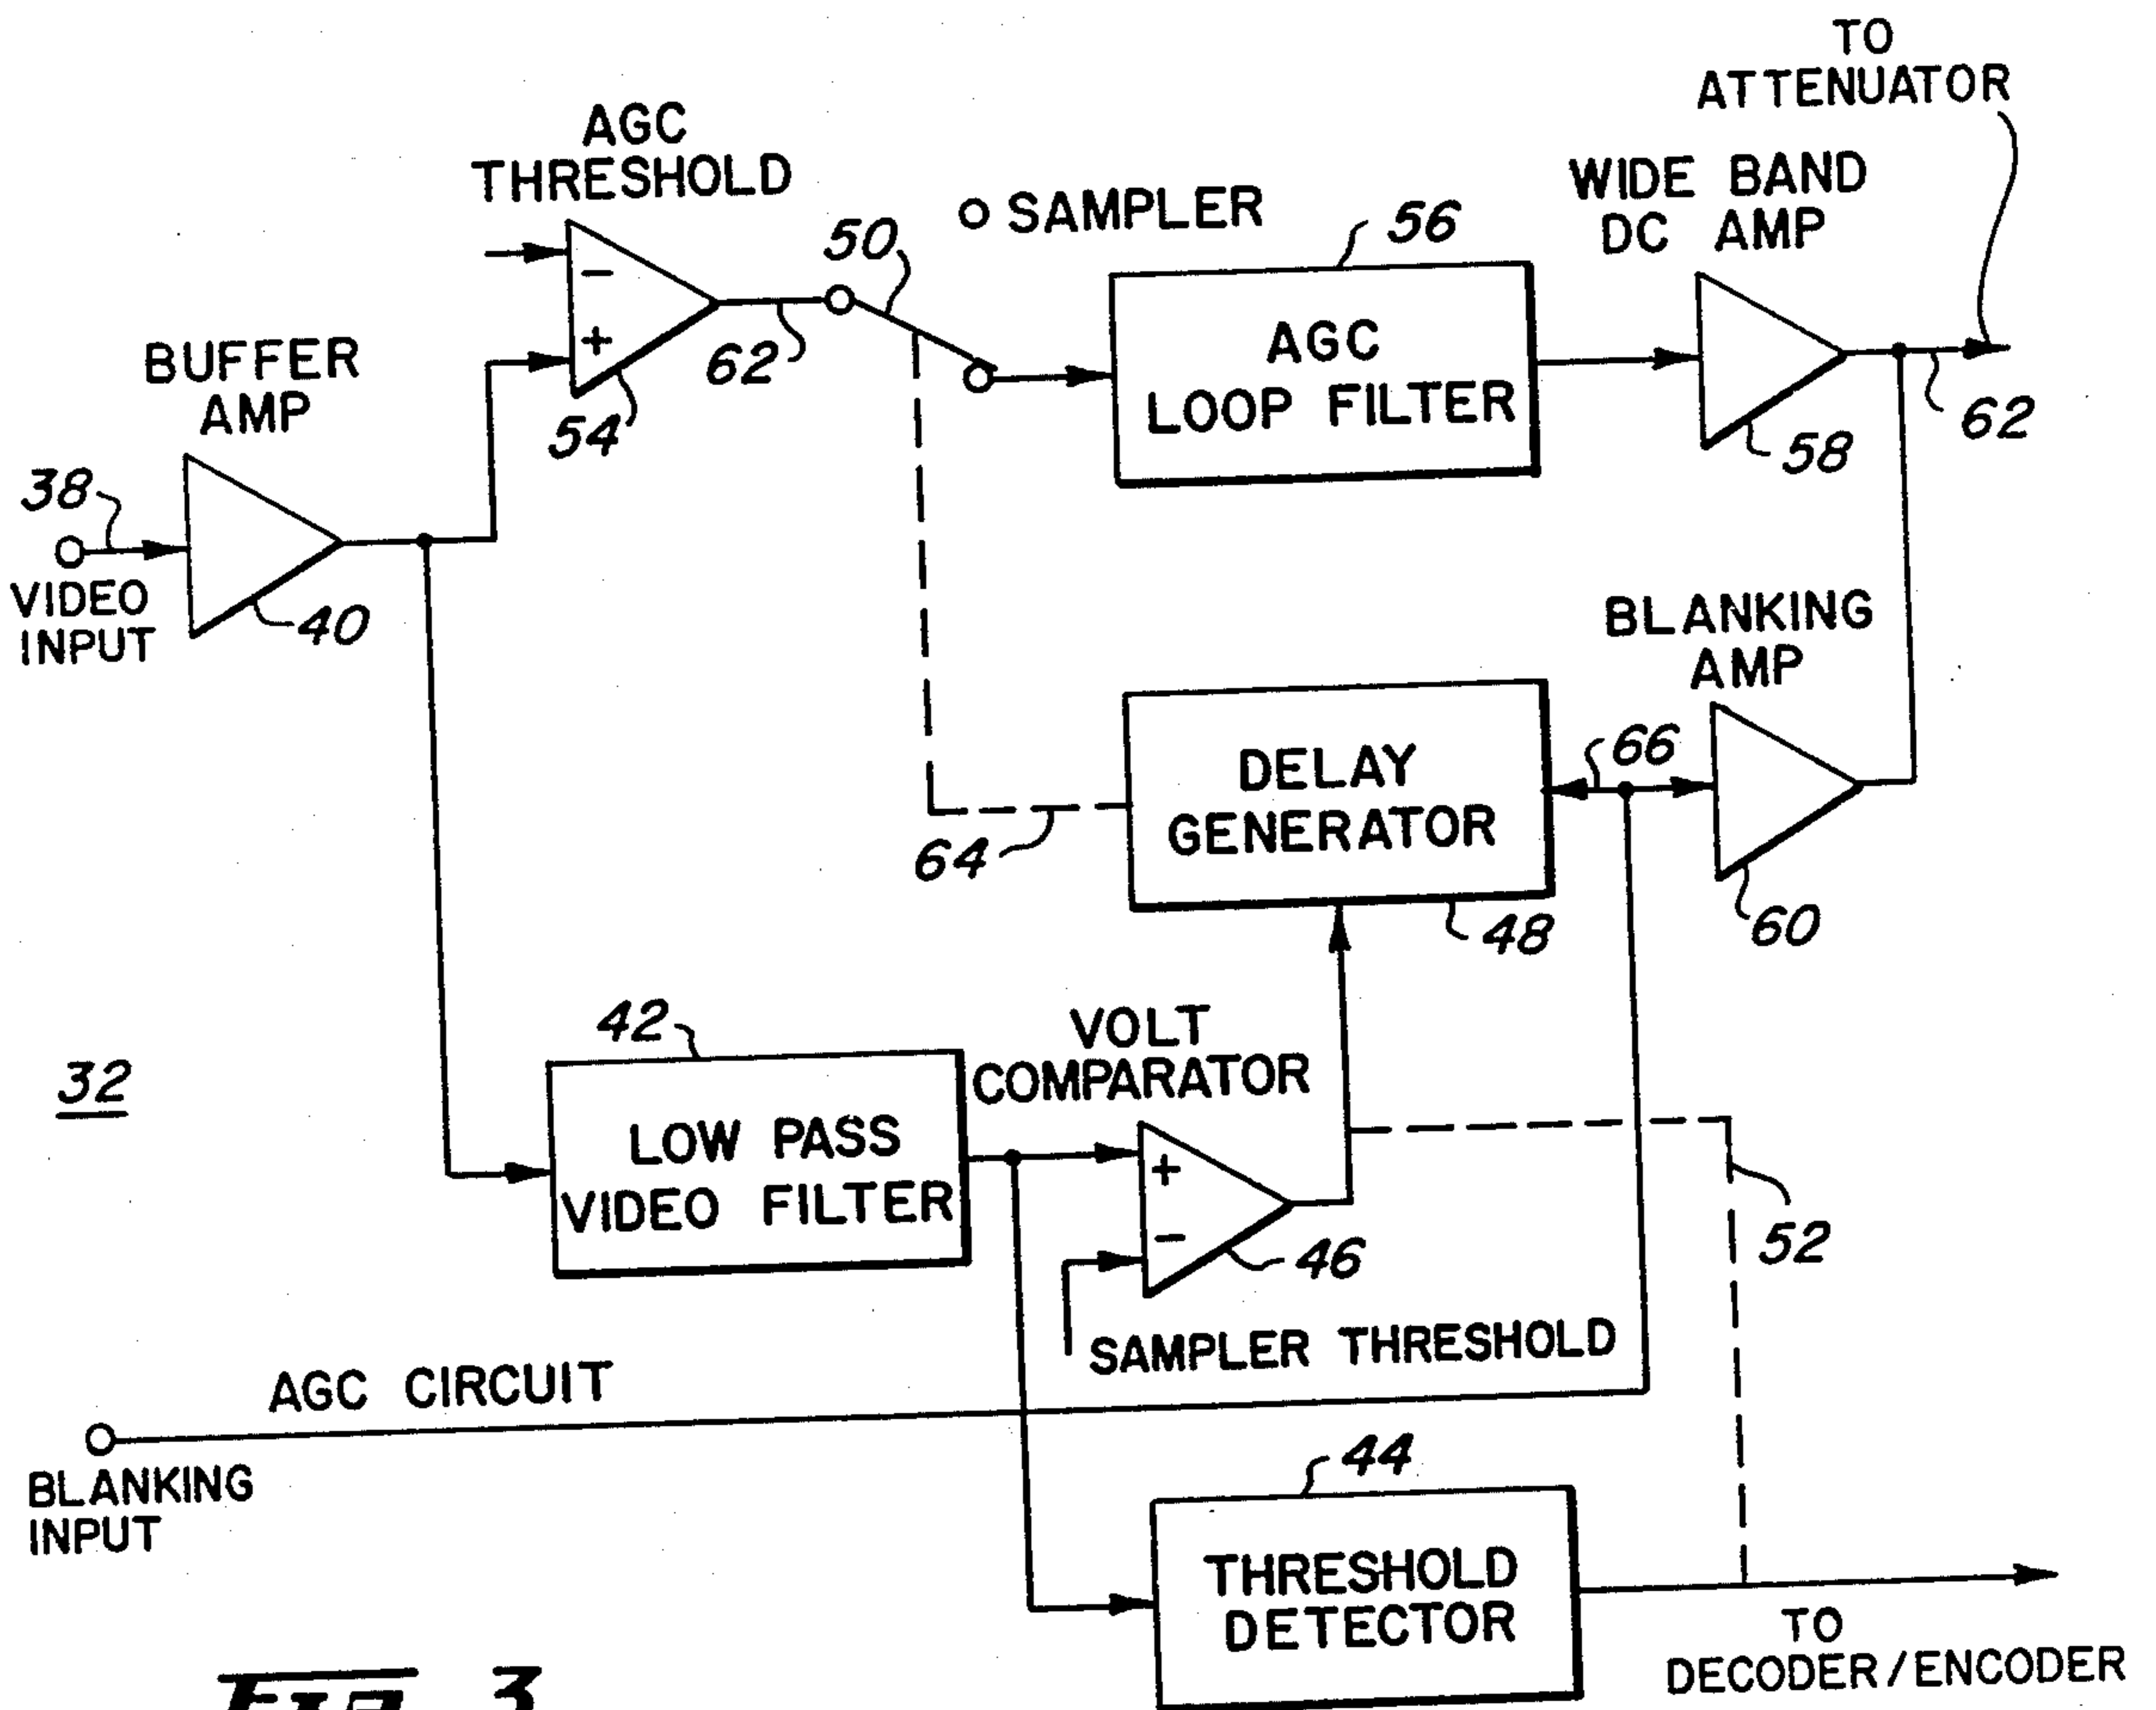 TO
ATTENUATOR
AGC
THRESHOLD
SAMPLER
56
WIDE BAND
DC AMP
50
−
+
62
54
AGC
LOOP FILTER
58
62
BUFFER
AMP
38
VIDEO
INPUT
40
BLANKING
AMP
66
DELAY
GENERATOR
64
48
60
42
VOLT
COMPARATOR
32
LOW PASS
VIDEO FILTER
+
−
46
52
SAMPLER THRESHOLD
AGC CIRCUIT
BLANKING
INPUT
44
THRESHOLD
DETECTOR
TO
DECODER/ENCODER
FIG 3